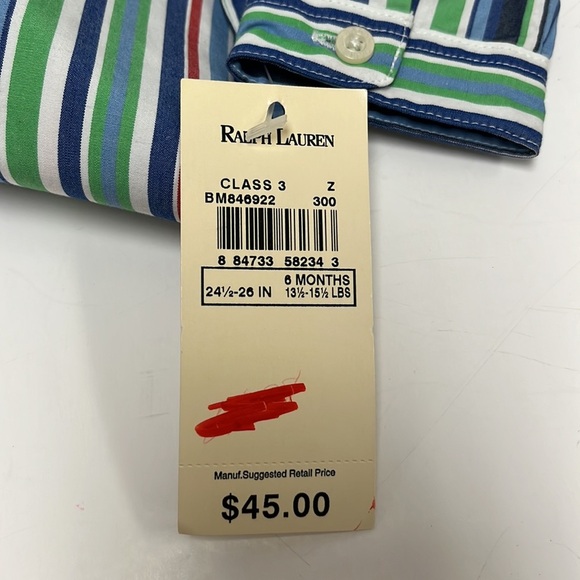 RALPH LAUREN
CLASS 3 Z
BM846922 300
8 84733 58234 3
6 MONTHS
24½-26 IN 13½-15½ LBS
Manuf.Suggested Retail Price
$45.00